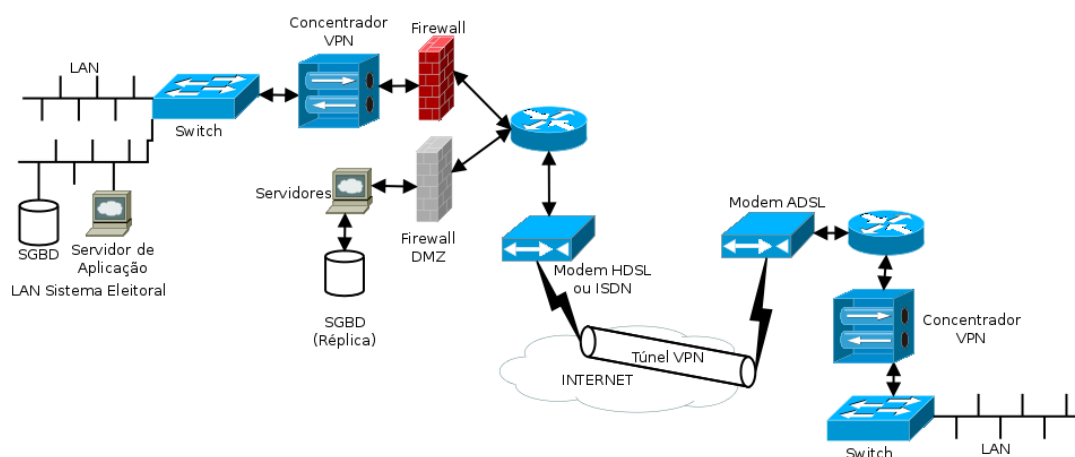 Concentrador
VPN
Firewall
LAN
Switch
Servidores
SGBD
Servidor de
Aplicação
LAN Sistema Eleitoral
Firewall
DMZ
SGBD
(Réplica)
Modem HDSL
ou ISDN
Modem ADSL
Túnel VPN
INTERNET
Concentrador
VPN
Switch
LAN